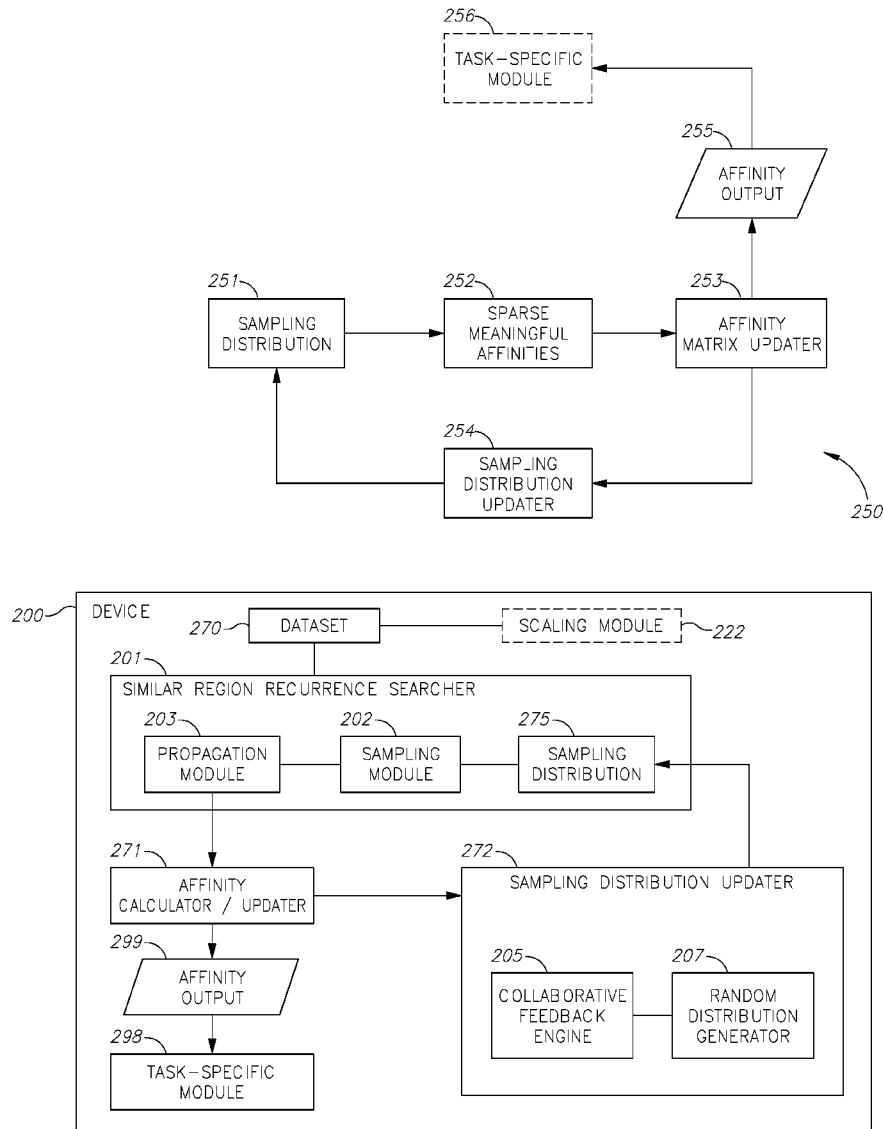 256
TASK-SPECIFIC
MODULE
255
AFFINITY
OUTPUT
251
SAMPLING
DISTRIBUTION
252
SPARSE
MEANINGFUL
AFFINITIES
253
AFFINITY
MATRIX UPDATER
254
SAMPLING
DISTRIBUTION
UPDATER
250
200
DEVICE
270
DATASET
SCALING MODULE
222
201
SIMILAR REGION RECURRENCE SEARCHER
203
PROPAGATION
MODULE
202
SAMPLING
MODULE
275
SAMPLING
DISTRIBUTION
271
AFFINITY
CALCULATOR / UPDATER
272
SAMPLING DISTRIBUTION UPDATER
299
AFFINITY
OUTPUT
205
COLLABORATIVE
FEEDBACK
ENGINE
207
RANDOM
DISTRIBUTION
GENERATOR
298
TASK-SPECIFIC
MODULE